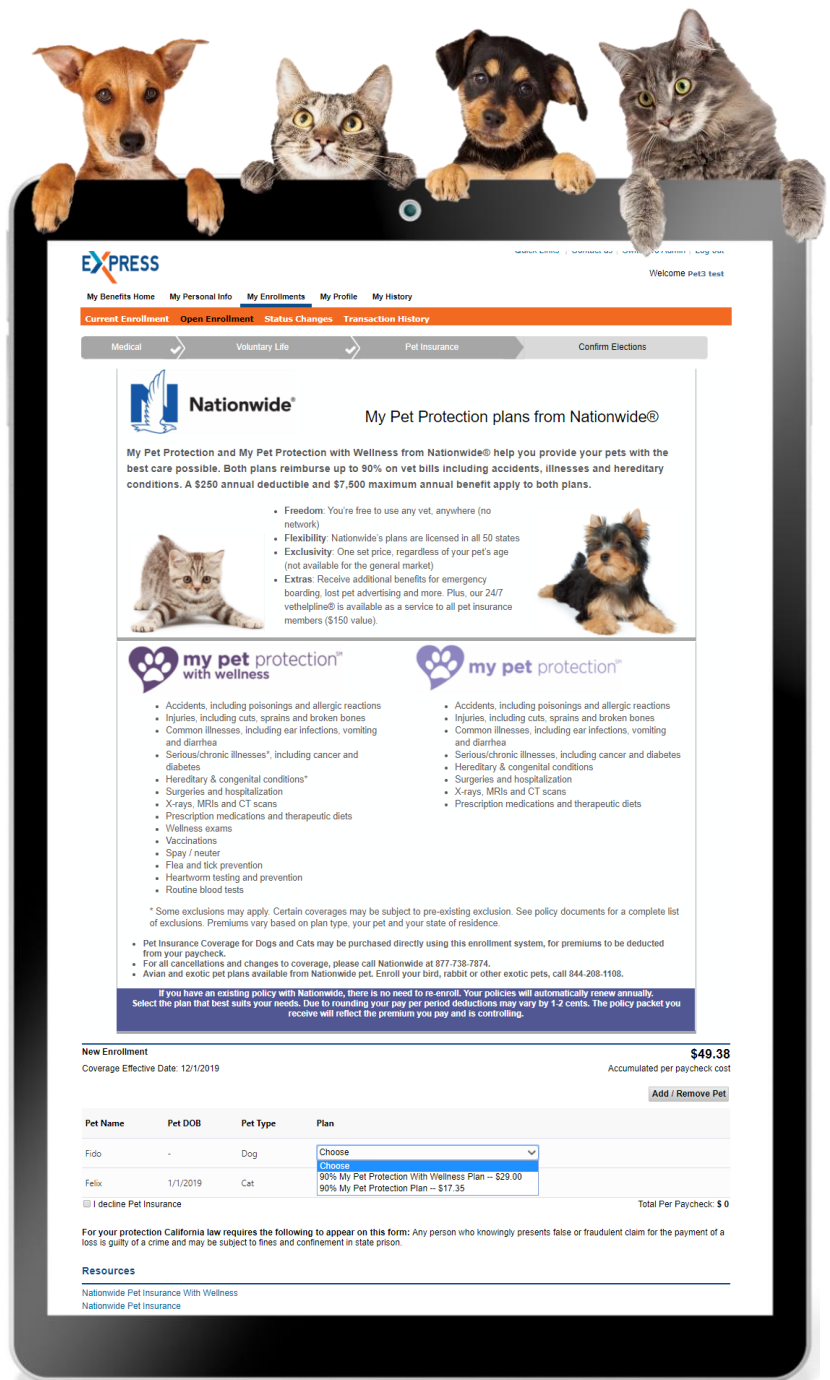 EXPRESS
Quick Links | Contact us | Log out
Welcome Pet3 test
My Benefits Home My Personal Info My Enrollments My Profile My History
Current Enrollment Open Enrollment Status Changes Transaction History
Medical Voluntary Life Pet Insurance Confirm Elections
Nationwide®
My Pet Protection plans from Nationwide®
My Pet Protection and My Pet Protection with Wellness from Nationwide® help you provide your pets with the
best care possible. Both plans reimburse up to 90% on vet bills including accidents, illnesses and hereditary
conditions. A $250 annual deductible and $7,500 maximum annual benefit apply to both plans.
• Freedom: You're free to use any vet, anywhere (no
network)
• Flexibility: Nationwide's plans are licensed in all 50 states
• Exclusivity: One set price, regardless of your pet's age
(not available for the general market)
• Extras: Receive additional benefits for emergency
boarding, lost pet advertising and more. Plus, our 24/7
vethelpline® is available as a service to all pet insurance
members ($150 value).
my pet protection℠
with wellness
• Accidents, including poisonings and allergic reactions
• Injuries, including cuts, sprains and broken bones
• Common illnesses, including ear infections, vomiting
and diarrhea
• Serious/chronic illnesses*, including cancer and
diabetes
• Hereditary & congenital conditions*
• Surgeries and hospitalization
• X-rays, MRIs and CT scans
• Prescription medications and therapeutic diets
• Wellness exams
• Vaccinations
• Spay / neuter
• Flea and tick prevention
• Heartworm testing and prevention
• Routine blood tests
my pet protection℠
• Accidents, including poisonings and allergic reactions
• Injuries, including cuts, sprains and broken bones
• Common illnesses, including ear infections, vomiting
and diarrhea
• Serious/chronic illnesses, including cancer and diabetes
• Hereditary & congenital conditions
• Surgeries and hospitalization
• X-rays, MRIs and CT scans
• Prescription medications and therapeutic diets
* Some exclusions may apply. Certain coverages may be subject to pre-existing exclusion. See policy documents for a complete list
of exclusions. Premiums vary based on plan type, your pet and your state of residence.
• Pet Insurance Coverage for Dogs and Cats may be purchased directly using this enrollment system, for premiums to be deducted
from your paycheck.
• For all cancellations and changes to coverage, please call Nationwide at 877-738-7874.
• Avian and exotic pet plans available from Nationwide pet. Enroll your bird, rabbit or other exotic pets, call 844-208-1108.
If you have an existing policy with Nationwide, there is no need to re-enroll. Your policies will automatically renew annually.
Select the plan that best suits your needs. Due to rounding your pay per period deductions may vary by 1-2 cents. The policy packet you
receive will reflect the premium you pay and is controlling.
New Enrollment $49.38
Coverage Effective Date: 12/1/2019 Accumulated per paycheck cost
Add / Remove Pet
Pet Name Pet DOB Pet Type Plan
Fido - Dog Choose
Choose
90% My Pet Protection With Wellness Plan -- $29.00
Felix 1/1/2019 Cat
90% My Pet Protection Plan -- $17.35
I decline Pet Insurance Total Per Paycheck: $ 0
For your protection California law requires the following to appear on this form: Any person who knowingly presents false or fraudulent claim for the payment of a
loss is guilty of a crime and may be subject to fines and confinement in state prison.
Resources
Nationwide Pet Insurance With Wellness
Nationwide Pet Insurance